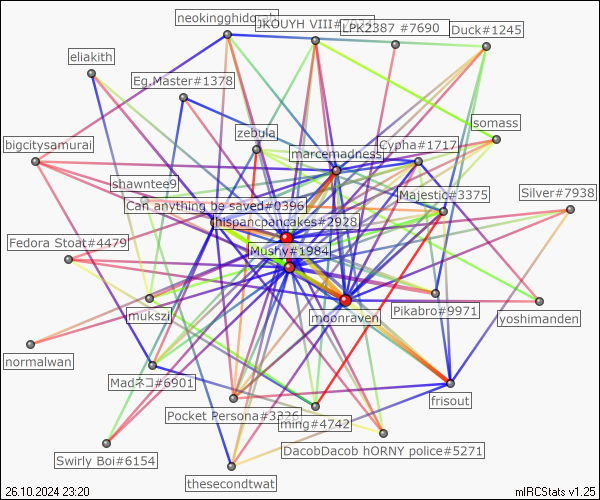 neokingghidorah
JKOUYH VIII#7022
LPK2387 #7690
Duck#1245
eliakith
Eg.Master#1378
somass
zebula
bigcitysamurai
marcemadness
Cypha#1717
shawntee9
Majestic#3375
Silver#7938
Can anything be saved#0396
hispancpancakes#2928
Fedora Stoat#4479
Mushy#1984
mukszi
moonraven
Pikabro#9971
yoshimanden
normalwan
Madネコ#6901
frisout
Pocket Persona#3326
ming#4742
DacobDacob hORNY police#5271
Swirly Boi#6154
thesecondtwat
26.10.2024 23:20
mIRCStats v1.25